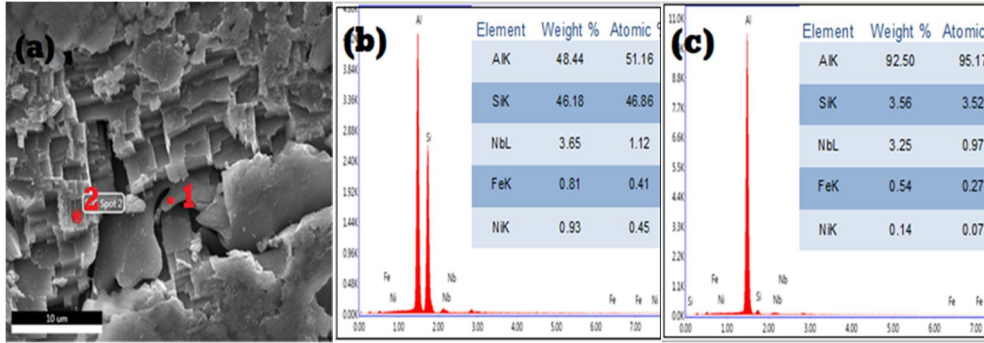 (a)
1
2
Spot 2
10 um
(b)
4.80K
3.84K
3.36K
2.88K
2.40K
1.92K
1.44K
0.96K
0.48K
0.00K
0.00 1.00 2.00 3.00 4.00 5.00 6.00 7.00
Al
Si
Fe
Ni
Nb
Nb
Fe
Fe Ni
Element Weight % Atomic %
AlK 48.44 51.16
SiK 46.18 46.86
NbL 3.65 1.12
FeK 0.81 0.41
NiK 0.93 0.45
(c)
11.0K
8.8K
7.7K
6.6K
5.5K
4.4K
3.3K
2.2K
1.1K
0.0K
0.00 1.00 2.00 3.00 4.00 5.00 6.00 7.00
Al
Si
Fe
Ni
Si
Nb
Nb
Fe Fe
Element Weight % Atomic
AlK 92.50 95.17
SiK 3.56 3.52
NbL 3.25 0.97
FeK 0.54 0.27
NiK 0.14 0.07